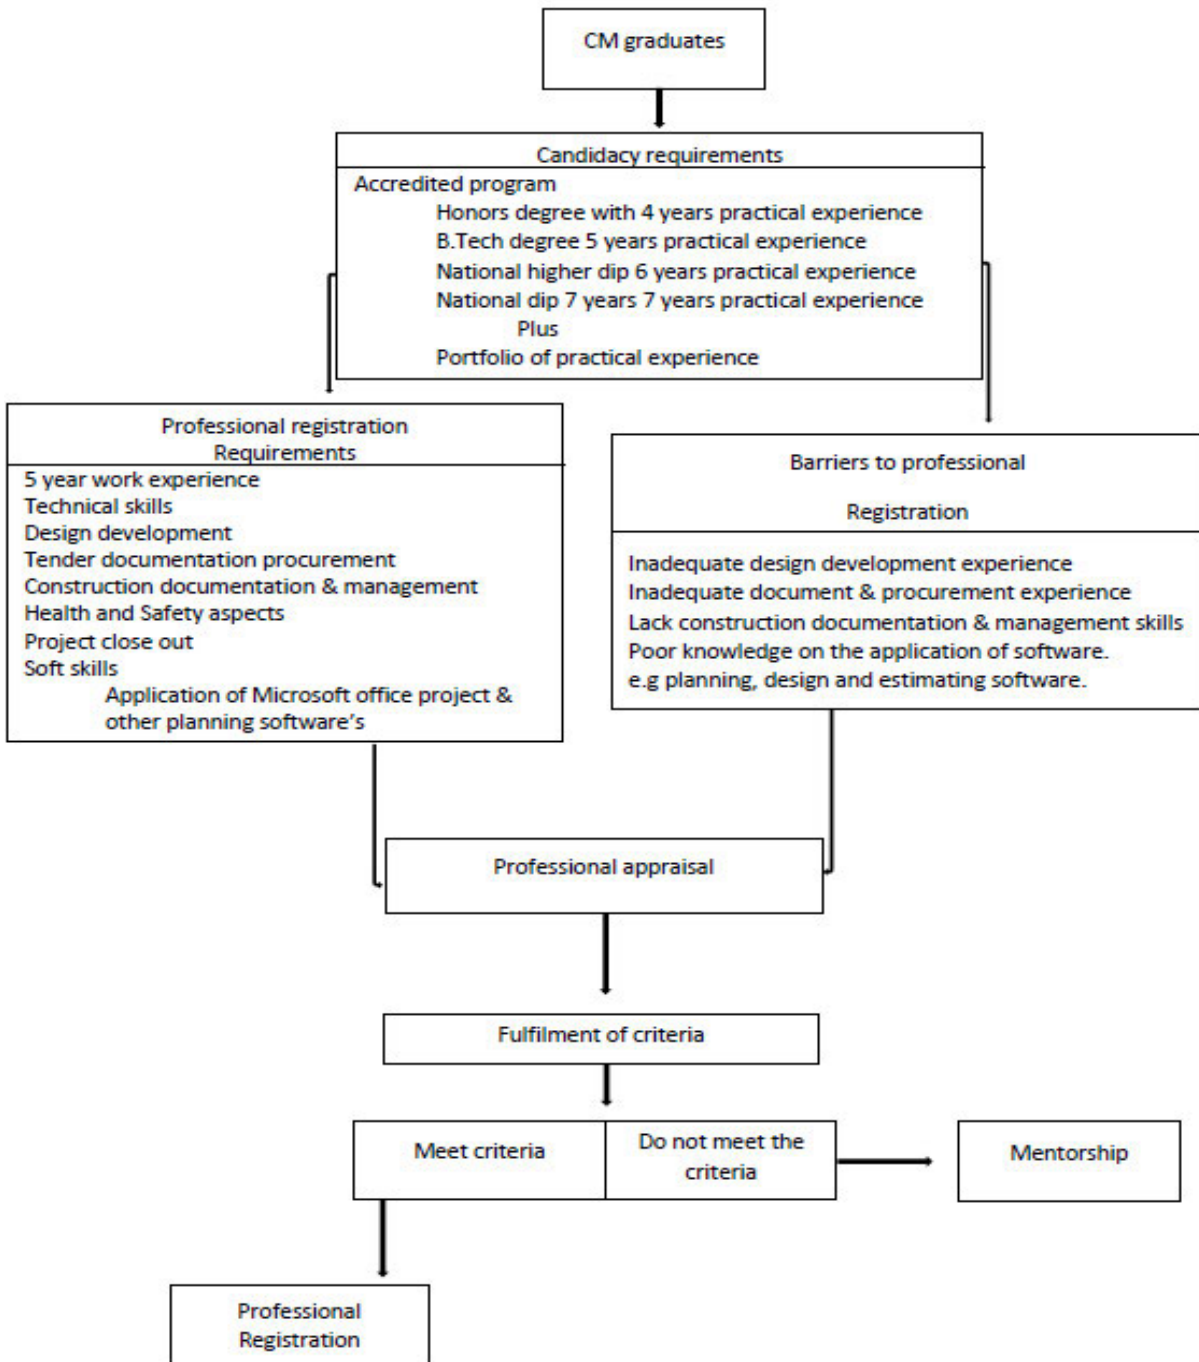 CM graduates
Candidacy requirements
Accredited program
Honors degree with 4 years practical experience
B.Tech degree 5 years practical experience
National higher dip 6 years practical experience
National dip 7 years 7 years practical experience
Plus
Portfolio of practical experience
Professional registration
Requirements
5 year work experience
Technical skills
Design development
Tender documentation procurement
Construction documentation & management
Health and Safety aspects
Project close out
Soft skills
Application of Microsoft office project &
other planning software's
Barriers to professional
Registration
Inadequate design development experience
Inadequate document & procurement experience
Lack construction documentation & management skills
Poor knowledge on the application of software.
e.g planning, design and estimating software.
Professional appraisal
Fulfilment of criteria
Meet criteria
Do not meet the
criteria
Mentorship
Professional
Registration